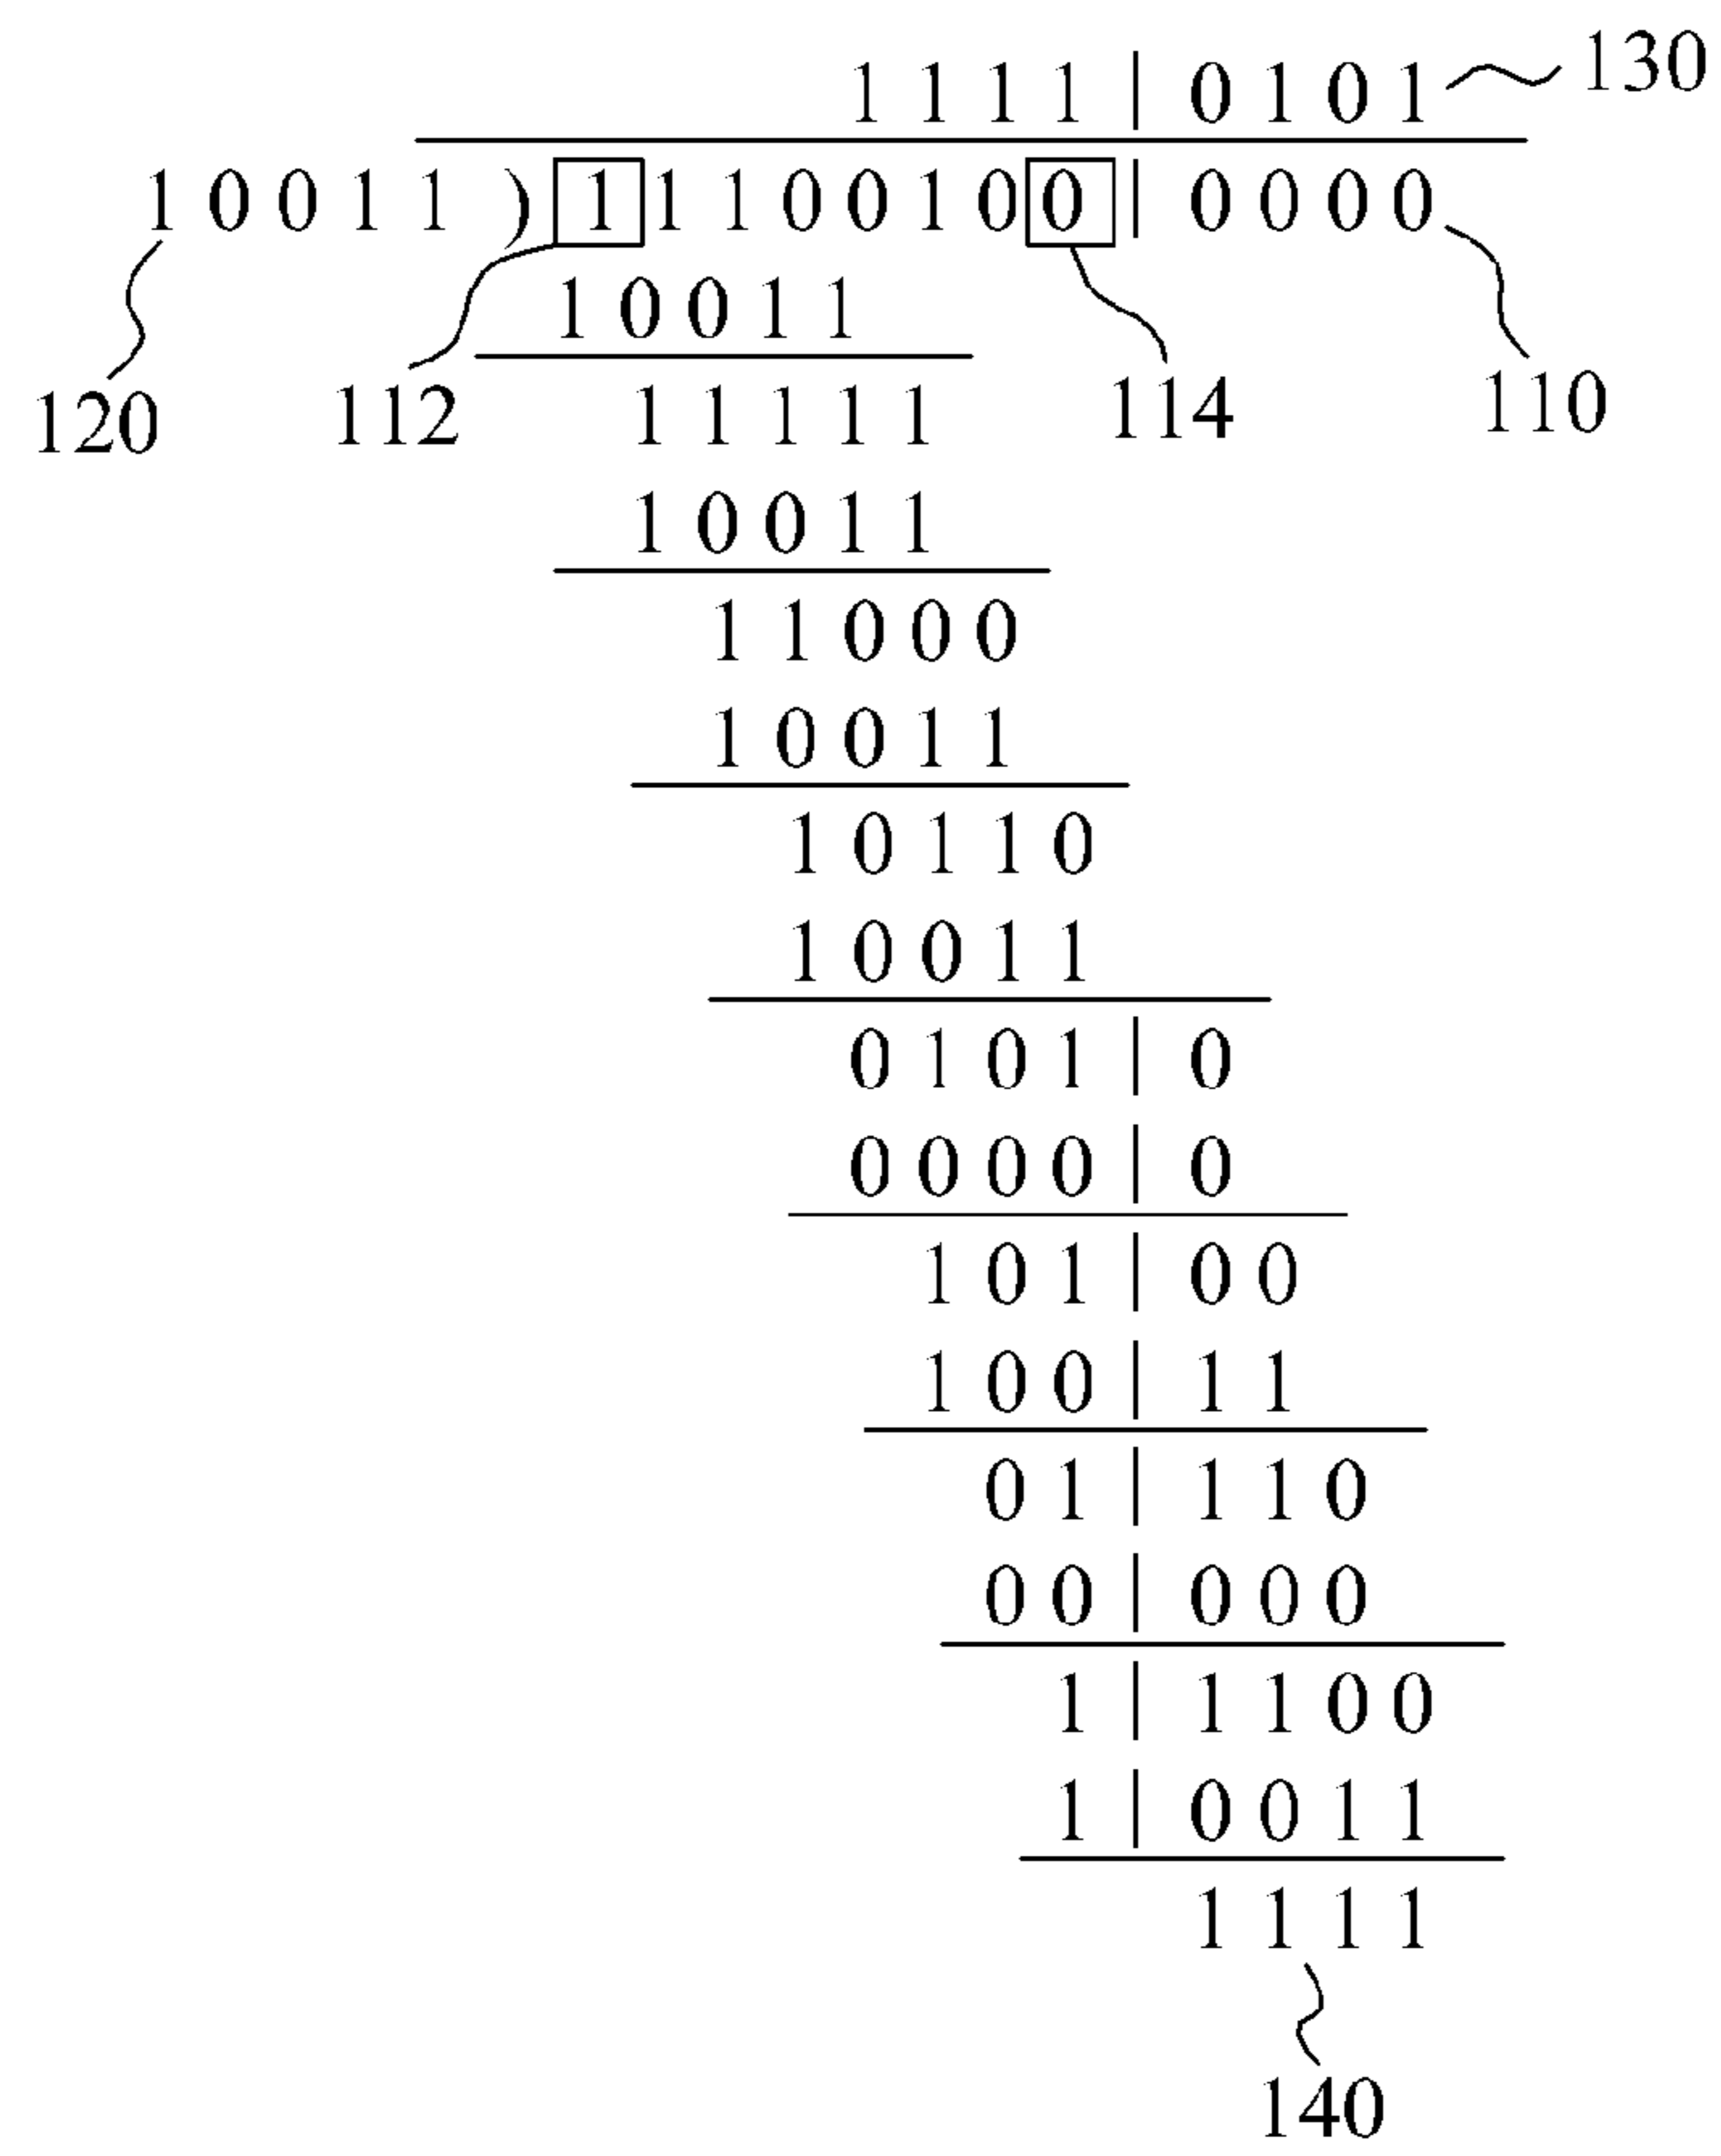 1 1 1 1 | 0 1 0 1 130
1 0 0 1 1 ) 1 1 1 0 0 1 0 0 | 0 0 0 0
1 0 0 1 1
120 112 1 1 1 1 1 114 110
1 0 0 1 1
1 1 0 0 0
1 0 0 1 1
1 0 1 1 0
1 0 0 1 1
0 1 0 1 | 0
0 0 0 0 | 0
1 0 1 | 0 0
1 0 0 | 1 1
0 1 | 1 1 0
0 0 | 0 0 0
1 | 1 1 0 0
1 | 0 0 1 1
1 1 1 1
140